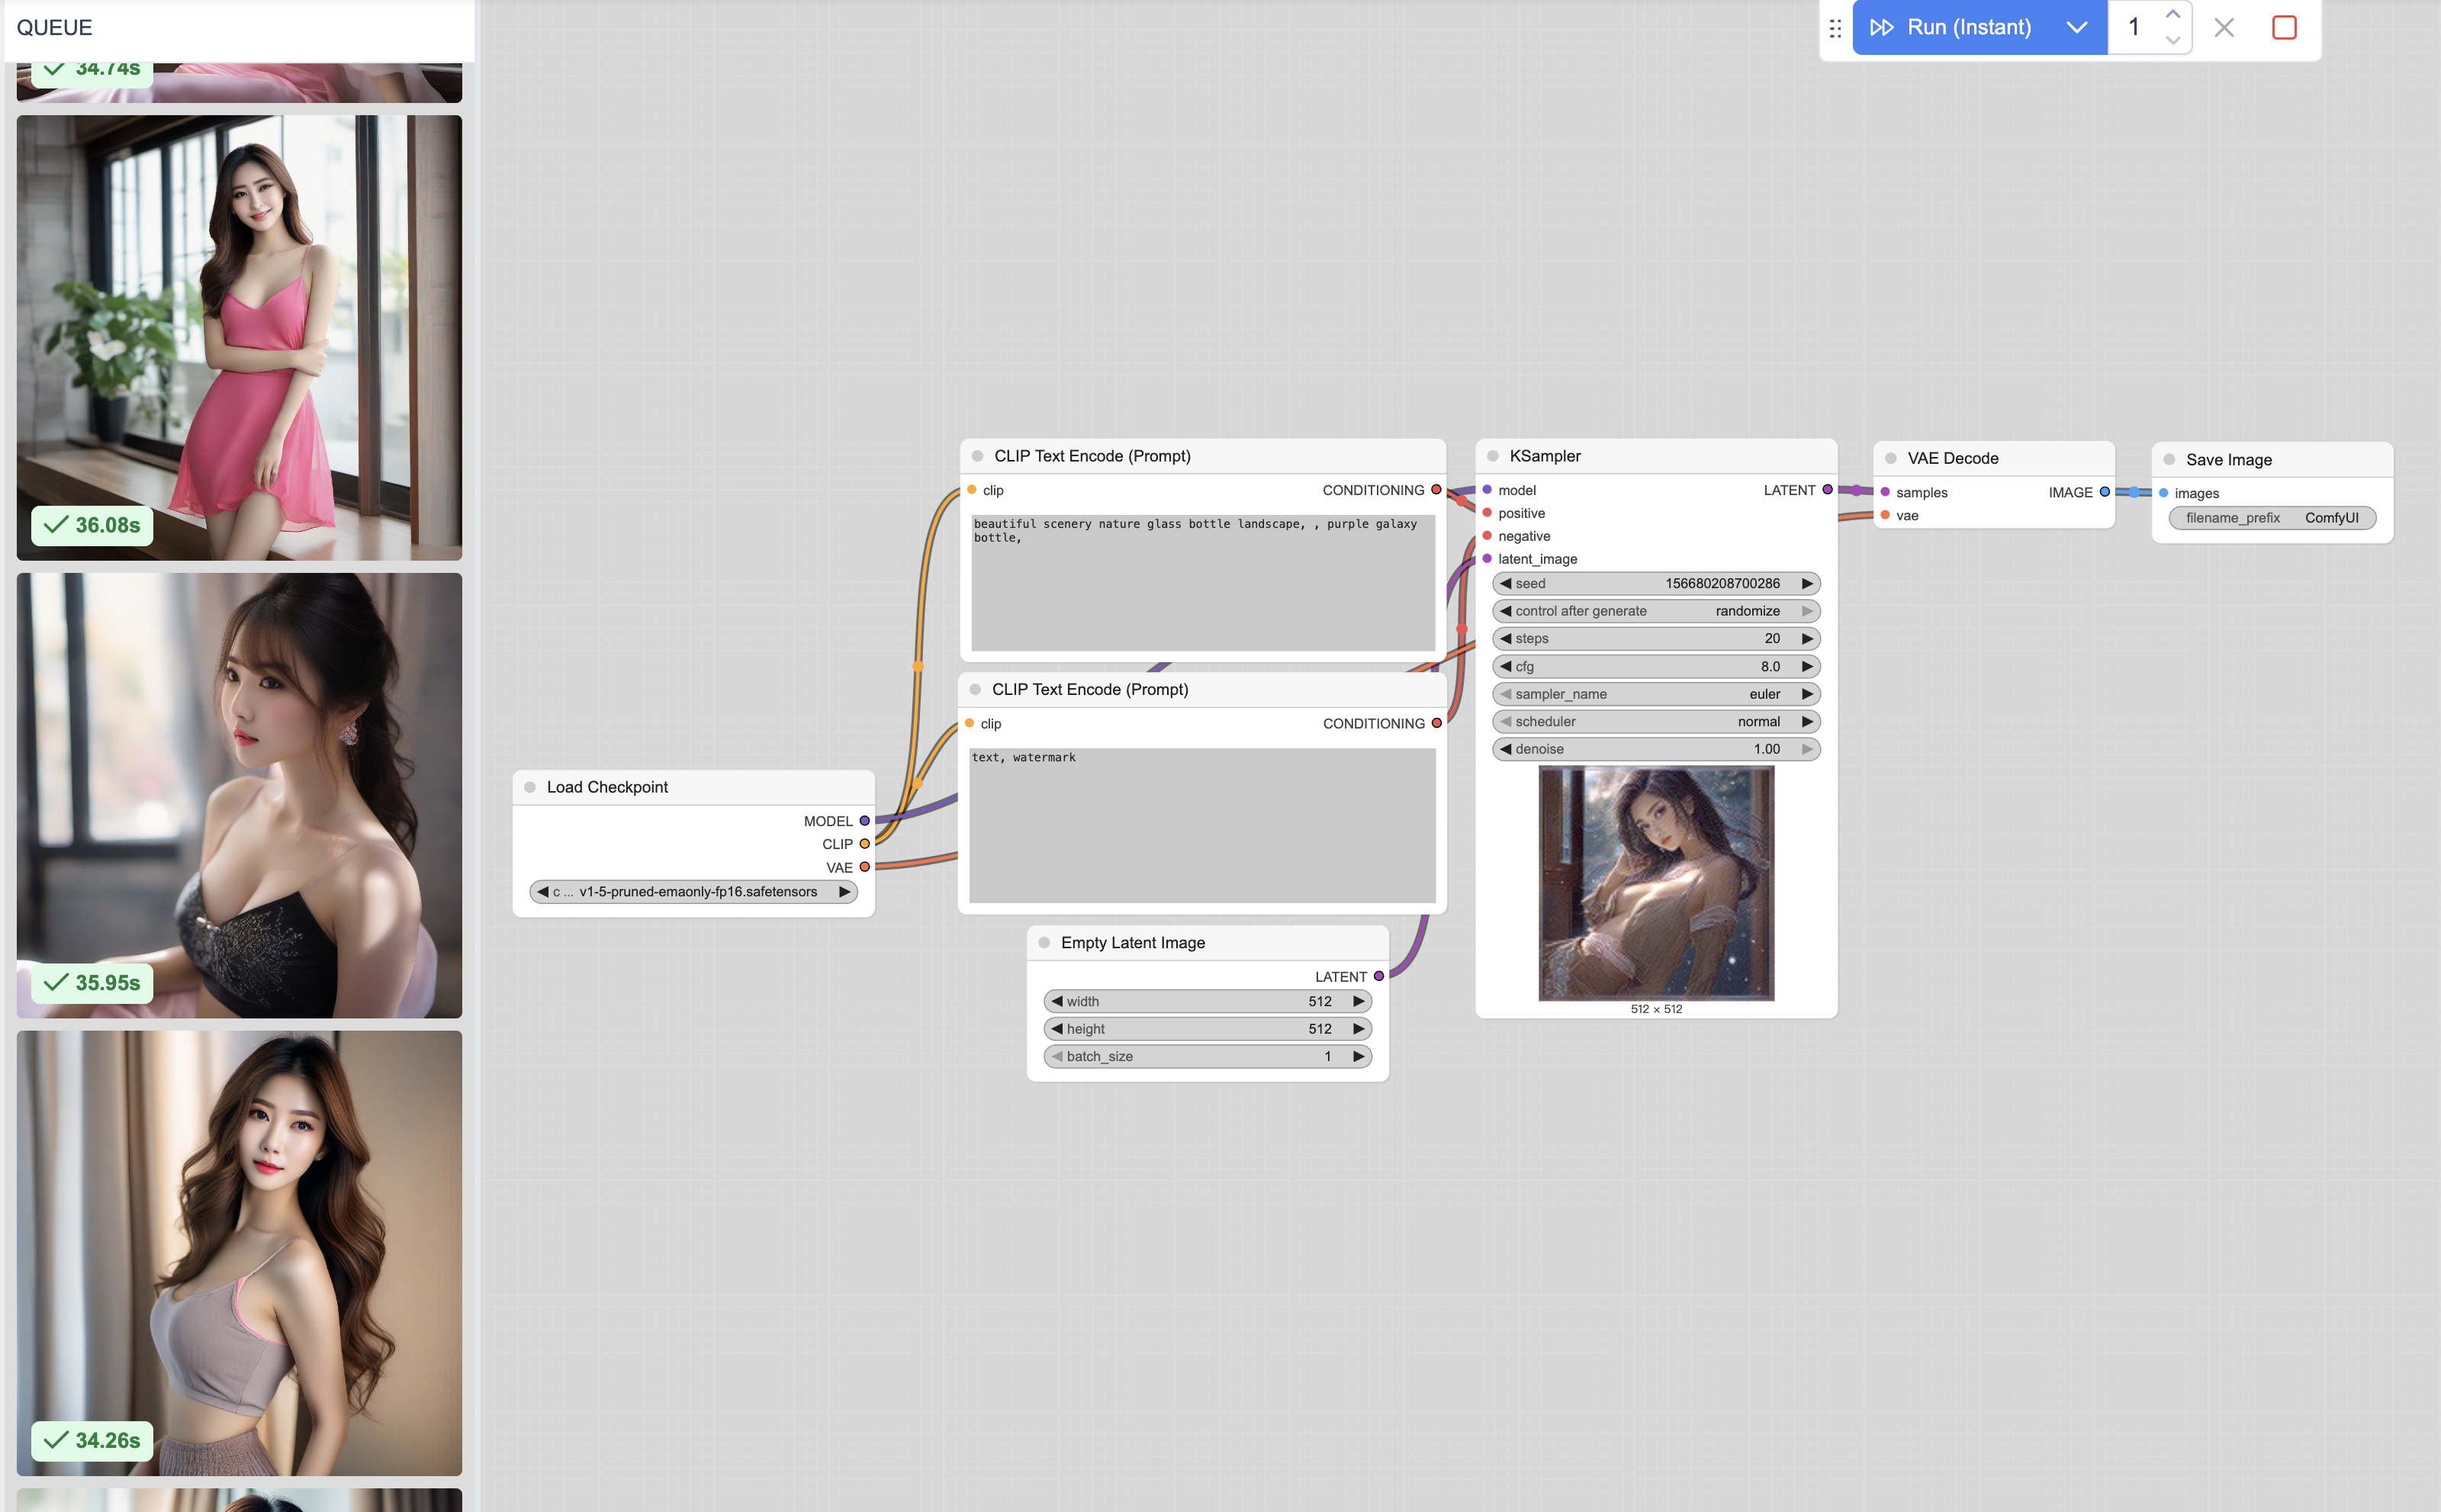 QUEUE
Run (Instant)
1
34.74s
36.08s
35.95s
34.26s
CLIP Text Encode (Prompt)
clip
CONDITIONING
beautiful scenery nature glass bottle landscape, , purple galaxy
bottle,
CLIP Text Encode (Prompt)
clip
CONDITIONING
text, watermark
Load Checkpoint
MODEL
CLIP
VAE
c ... v1-5-pruned-emaonly-fp16.safetensors
Empty Latent Image
LATENT
width 512
height 512
batch_size 1
KSampler
model LATENT
positive
negative
latent_image
seed 156680208700286
control after generate randomize
steps 20
cfg 8.0
sampler_name euler
scheduler normal
denoise 1.00
512 × 512
VAE Decode
samples IMAGE
vae
Save Image
images
filename_prefix ComfyUI